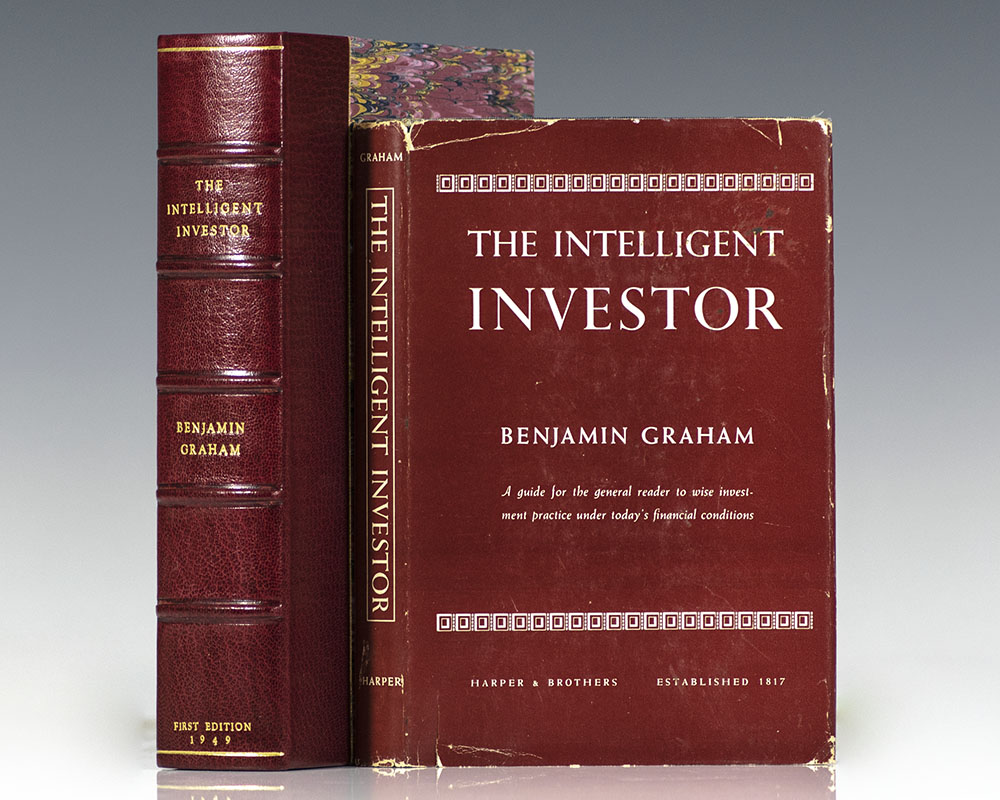 THE
INTELLIGENT
INVESTOR
BENJAMIN
GRAHAM
FIRST EDITION
1949
GRAHAM
THE INTELLIGENT INVESTOR
HARPER
THE INTELLIGENT
INVESTOR
BENJAMIN GRAHAM
A guide for the general reader to wise invest-
ment practice under today's financial conditions
HARPER & BROTHERS ESTABLISHED 1817